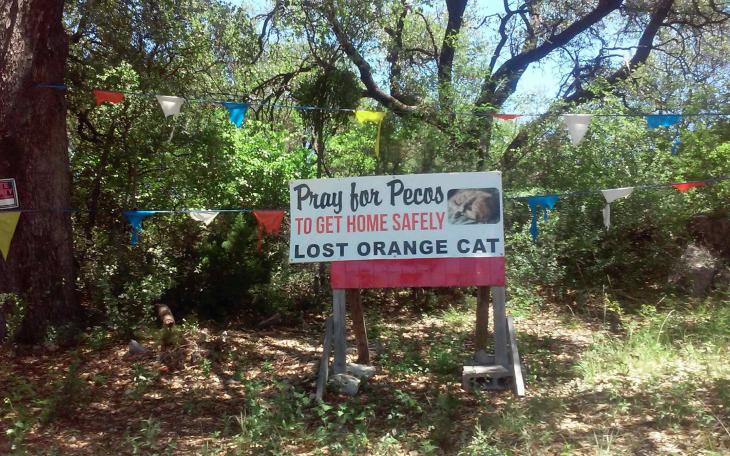 Pray for Pecos
TO GET HOME SAFELY
LOST ORANGE CAT